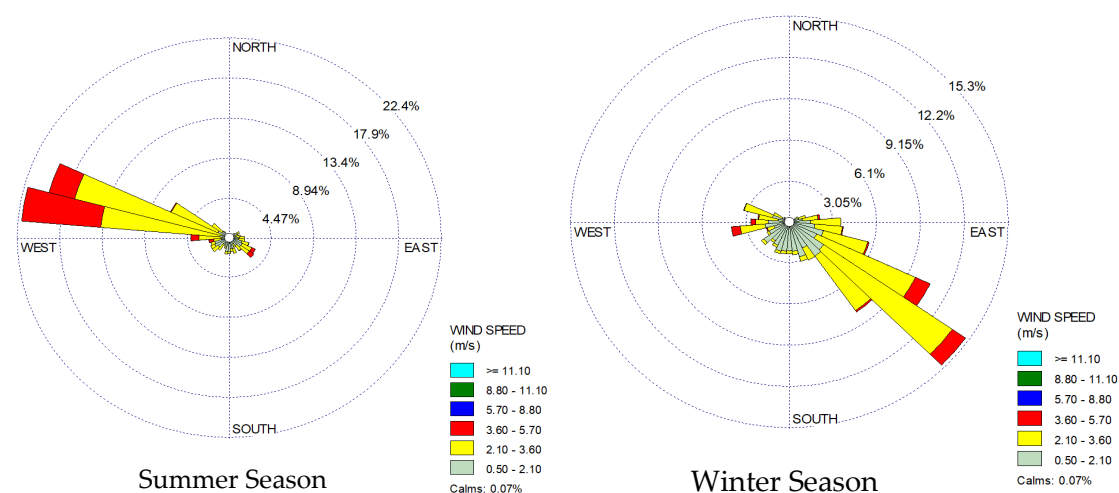 NORTH
22.4%
17.9%
13.4%
8.94%
4.47%
WEST
EAST
SOUTH
WIND SPEED
(m/s)
>= 11.10
8.80 - 11.10
5.70 - 8.80
3.60 - 5.70
2.10 - 3.60
0.50 - 2.10
Calms: 0.07%
Summer Season
NORTH
15.3%
12.2%
9.15%
6.1%
3.05%
WEST
EAST
SOUTH
WIND SPEED
(m/s)
>= 11.10
8.80 - 11.10
5.70 - 8.80
3.60 - 5.70
2.10 - 3.60
0.50 - 2.10
Calms: 0.07%
Winter Season